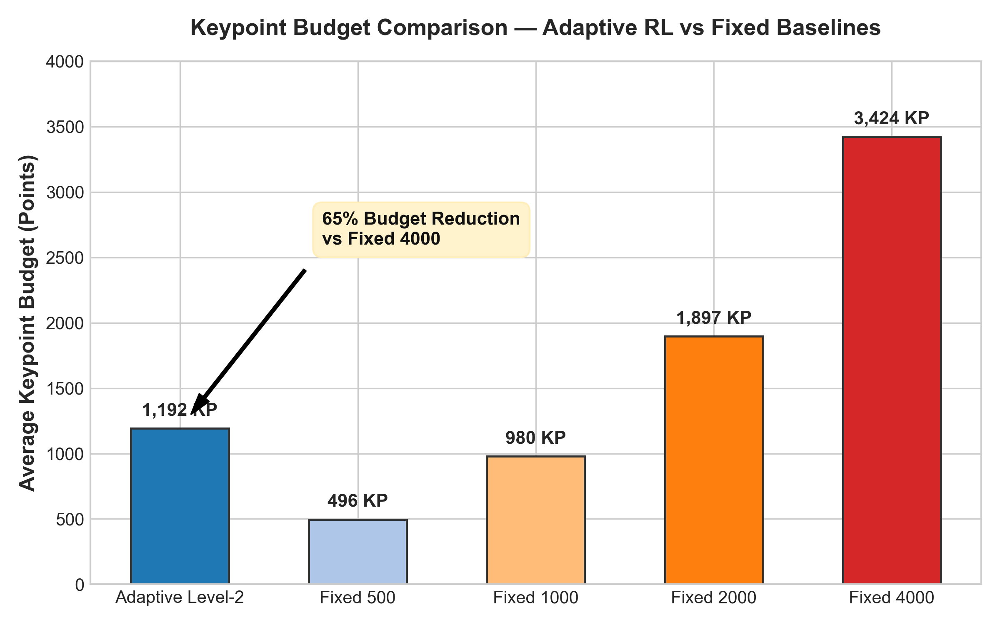 Keypoint Budget Comparison — Adaptive RL vs Fixed Baselines
Average Keypoint Budget (Points)
4000
3500
3000
2500
2000
1500
1000
500
0
3,424 KP
65% Budget Reduction
vs Fixed 4000
1,897 KP
1,192 KP
980 KP
496 KP
Adaptive Level-2
Fixed 500
Fixed 1000
Fixed 2000
Fixed 4000